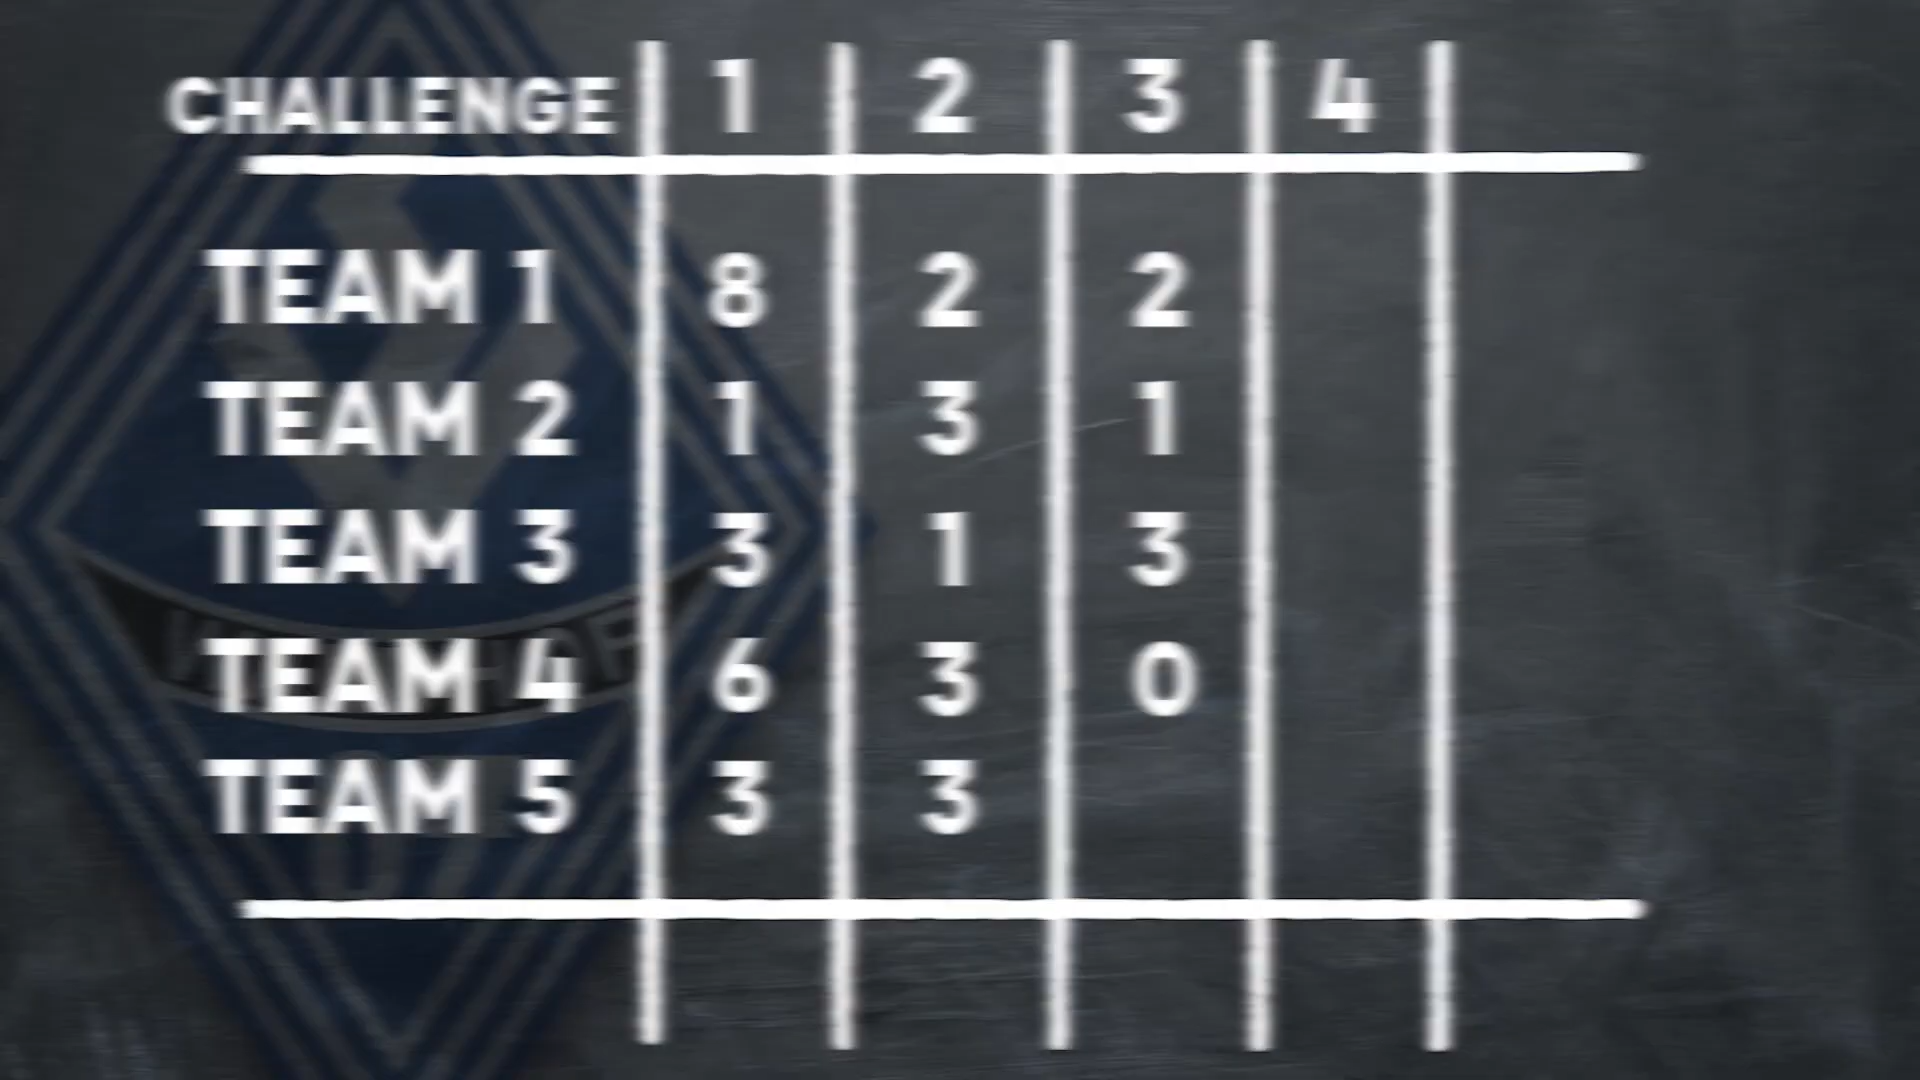 CHALLENGE 1 2 3 4
TEAM 1 8 2 2
TEAM 2 1 3 1
TEAM 3 3 1 3
TEAM 4 6 3 0
TEAM 5 3 3
07